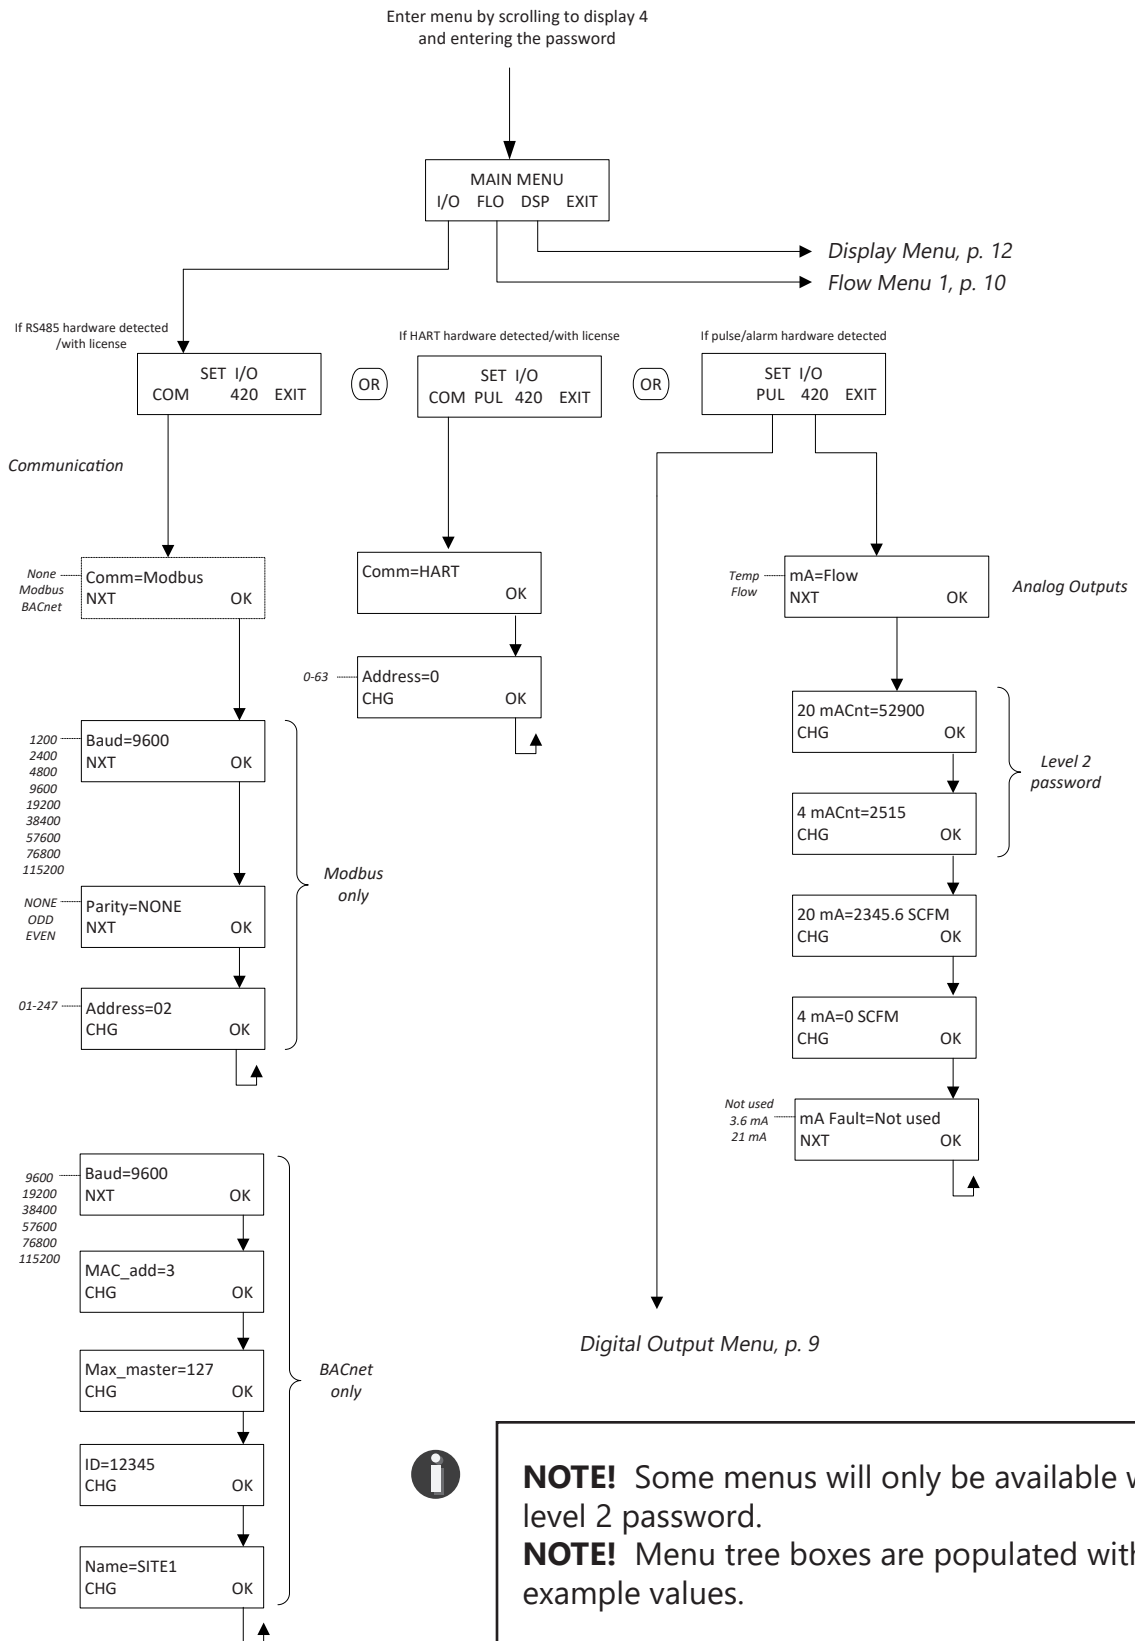 Enter menu by scrolling to display 4
and entering the password
MAIN MENU
I/O FLO DSP EXIT
Display Menu, p. 12
Flow Menu 1, p. 10
If RS485 hardware detected
/with license
SET I/O
COM 420 EXIT
OR
If HART hardware detected/with license
SET I/O
COM PUL 420 EXIT
OR
If pulse/alarm hardware detected
SET I/O
PUL 420 EXIT
Communication
None
Modbus
BACnet
Comm=Modbus
NXT OK
1200
2400
4800
9600
19200
38400
57600
76800
115200
Baud=9600
NXT OK
NONE
ODD
EVEN
Parity=NONE
NXT OK
01-247
Address=02
CHG OK
Modbus
only
9600
19200
38400
57600
76800
115200
Baud=9600
NXT OK
MAC_add=3
CHG OK
Max_master=127
CHG OK
ID=12345
CHG OK
Name=SITE1
CHG OK
BACnet
only
Comm=HART
OK
0-63
Address=0
CHG OK
Temp
Flow
mA=Flow
NXT OK
Analog Outputs
20 mACnt=52900
CHG OK
4 mACnt=2515
CHG OK
Level 2
password
20 mA=2345.6 SCFM
CHG OK
4 mA=0 SCFM
CHG OK
Not used
3.6 mA
21 mA
mA Fault=Not used
NXT OK
Digital Output Menu, p. 9
NOTE! Some menus will only be available
level 2 password.
NOTE! Menu tree boxes are populated with
example values.